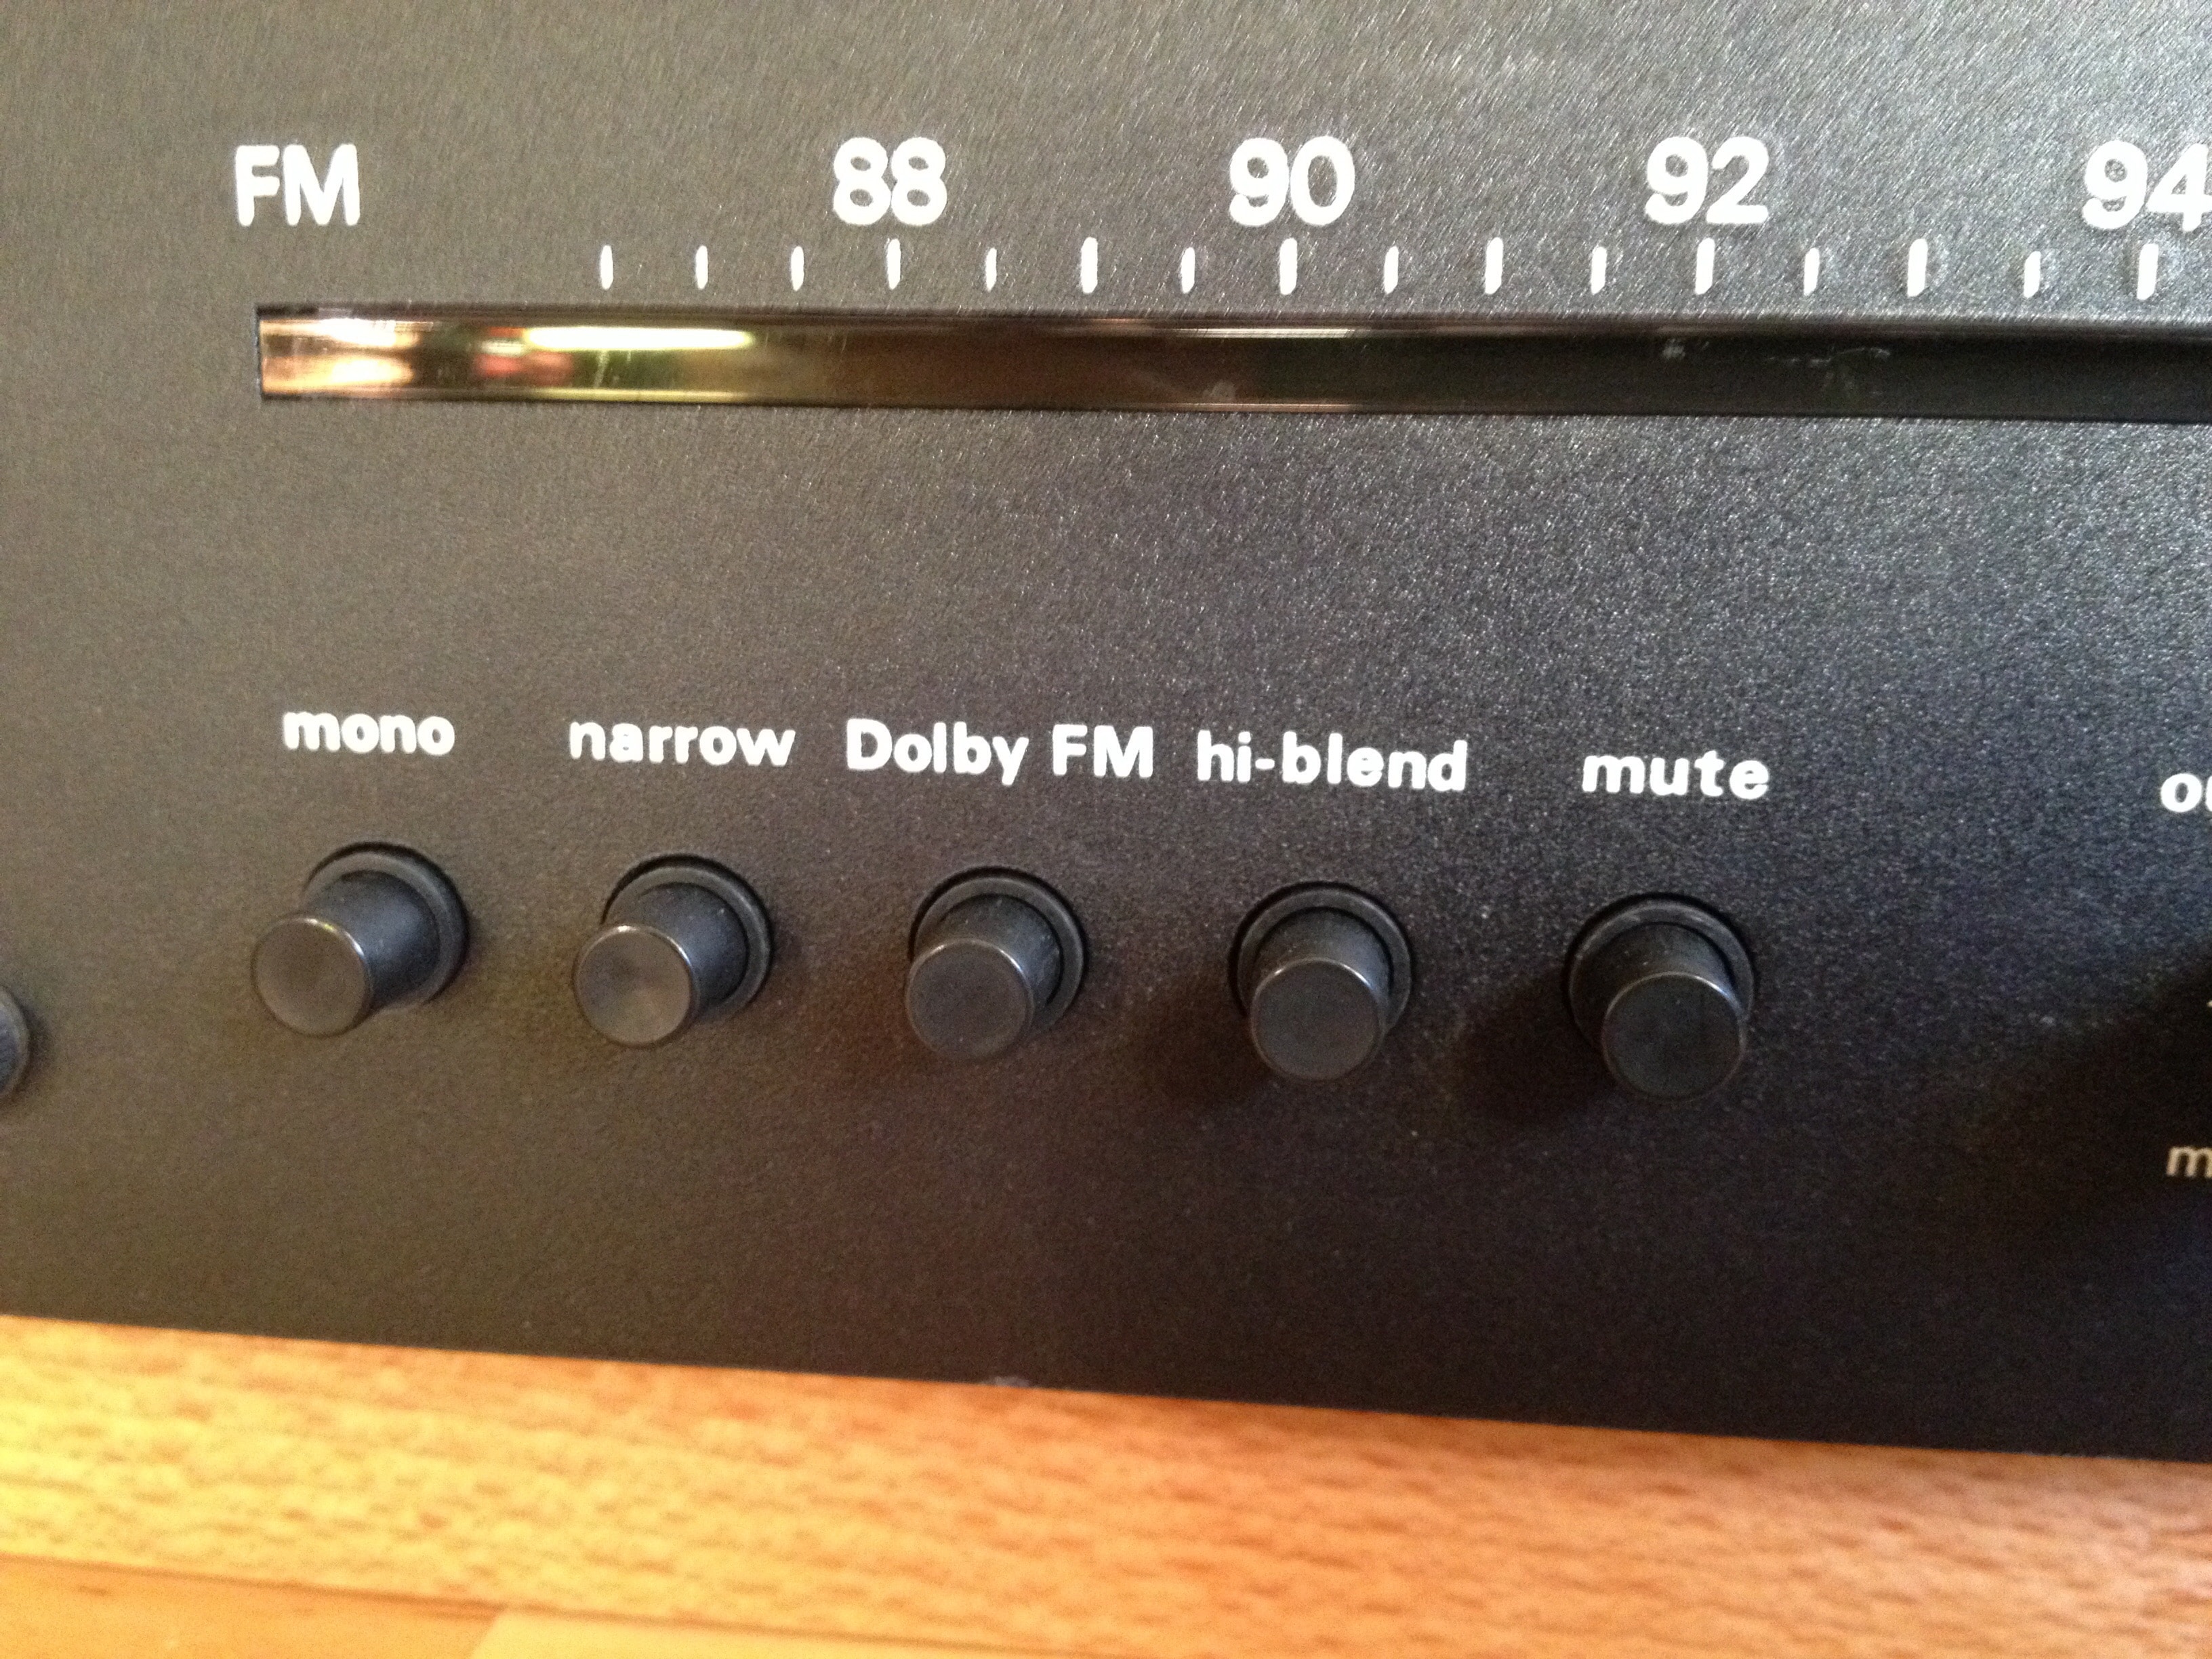 FM 88 90 92 94
mono narrow Dolby FM hi-blend mute